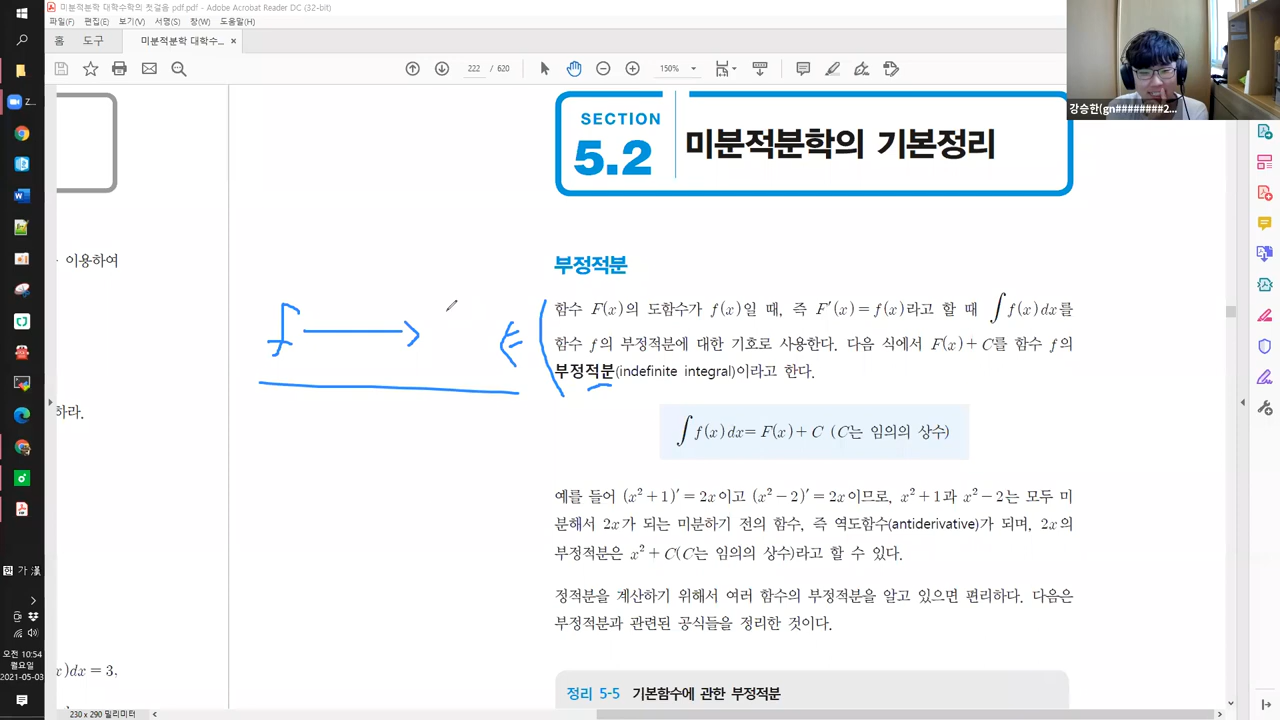 미분적분학 대학수학의 첫걸음 pdf.pdf - Adobe Acrobat Reader DC (32-bit)
파일(F) 편집(E) 보기(V) 서명(S) 창(W) 도움말(H)
홈 도구 미분적분학 대학수... ×
222 / 620 150%
강승한(gn########2...
SECTION
5.2 미분적분학의 기본정리
이용하여
부정적분
함수 F(x)의 도함수가 f(x)일 때, 즉 F′(x)=f(x)라고 할 때 ∫f(x)dx를
함수 f의 부정적분에 대한 기호로 사용한다. 다음 식에서 F(x)+C를 함수 f의
부정적분(indefinite integral)이라고 한다.
f
하라.
∫f(x)dx=F(x)+C (C는 임의의 상수)
예를 들어 (x²+1)′=2x이고 (x²-2)′=2x이므로, x²+1과 x²-2는 모두 미
분해서 2x가 되는 미분하기 전의 함수, 즉 역도함수(antiderivative)가 되며, 2x의
부정적분은 x²+C(C는 임의의 상수)라고 할 수 있다.
정적분을 계산하기 위해서 여러 함수의 부정적분을 알고 있으면 편리하다. 다음은
부정적분과 관련된 공식들을 정리한 것이다.
x)dx=3,
정리 5-5 기본함수에 관한 부정적분
230 x 290 밀리미터
Z...
한 가 漢
오전 10:54
월요일
2021-05-03